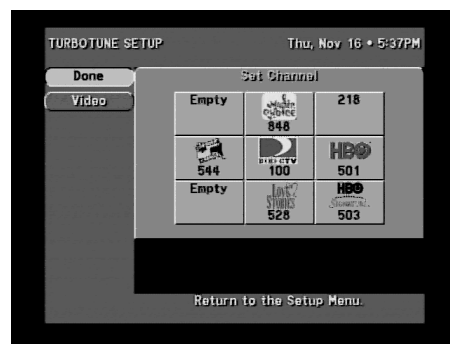 TURBOTUNE SETUP
Thu, Nov 16 • 5:37PM
Done
Set Channel
Video
Empty
848
218
544
DIRECTV
100
HBO
501
Empty
LOVE
STORIES
528
HBO
503
Return to the Setup Menu.